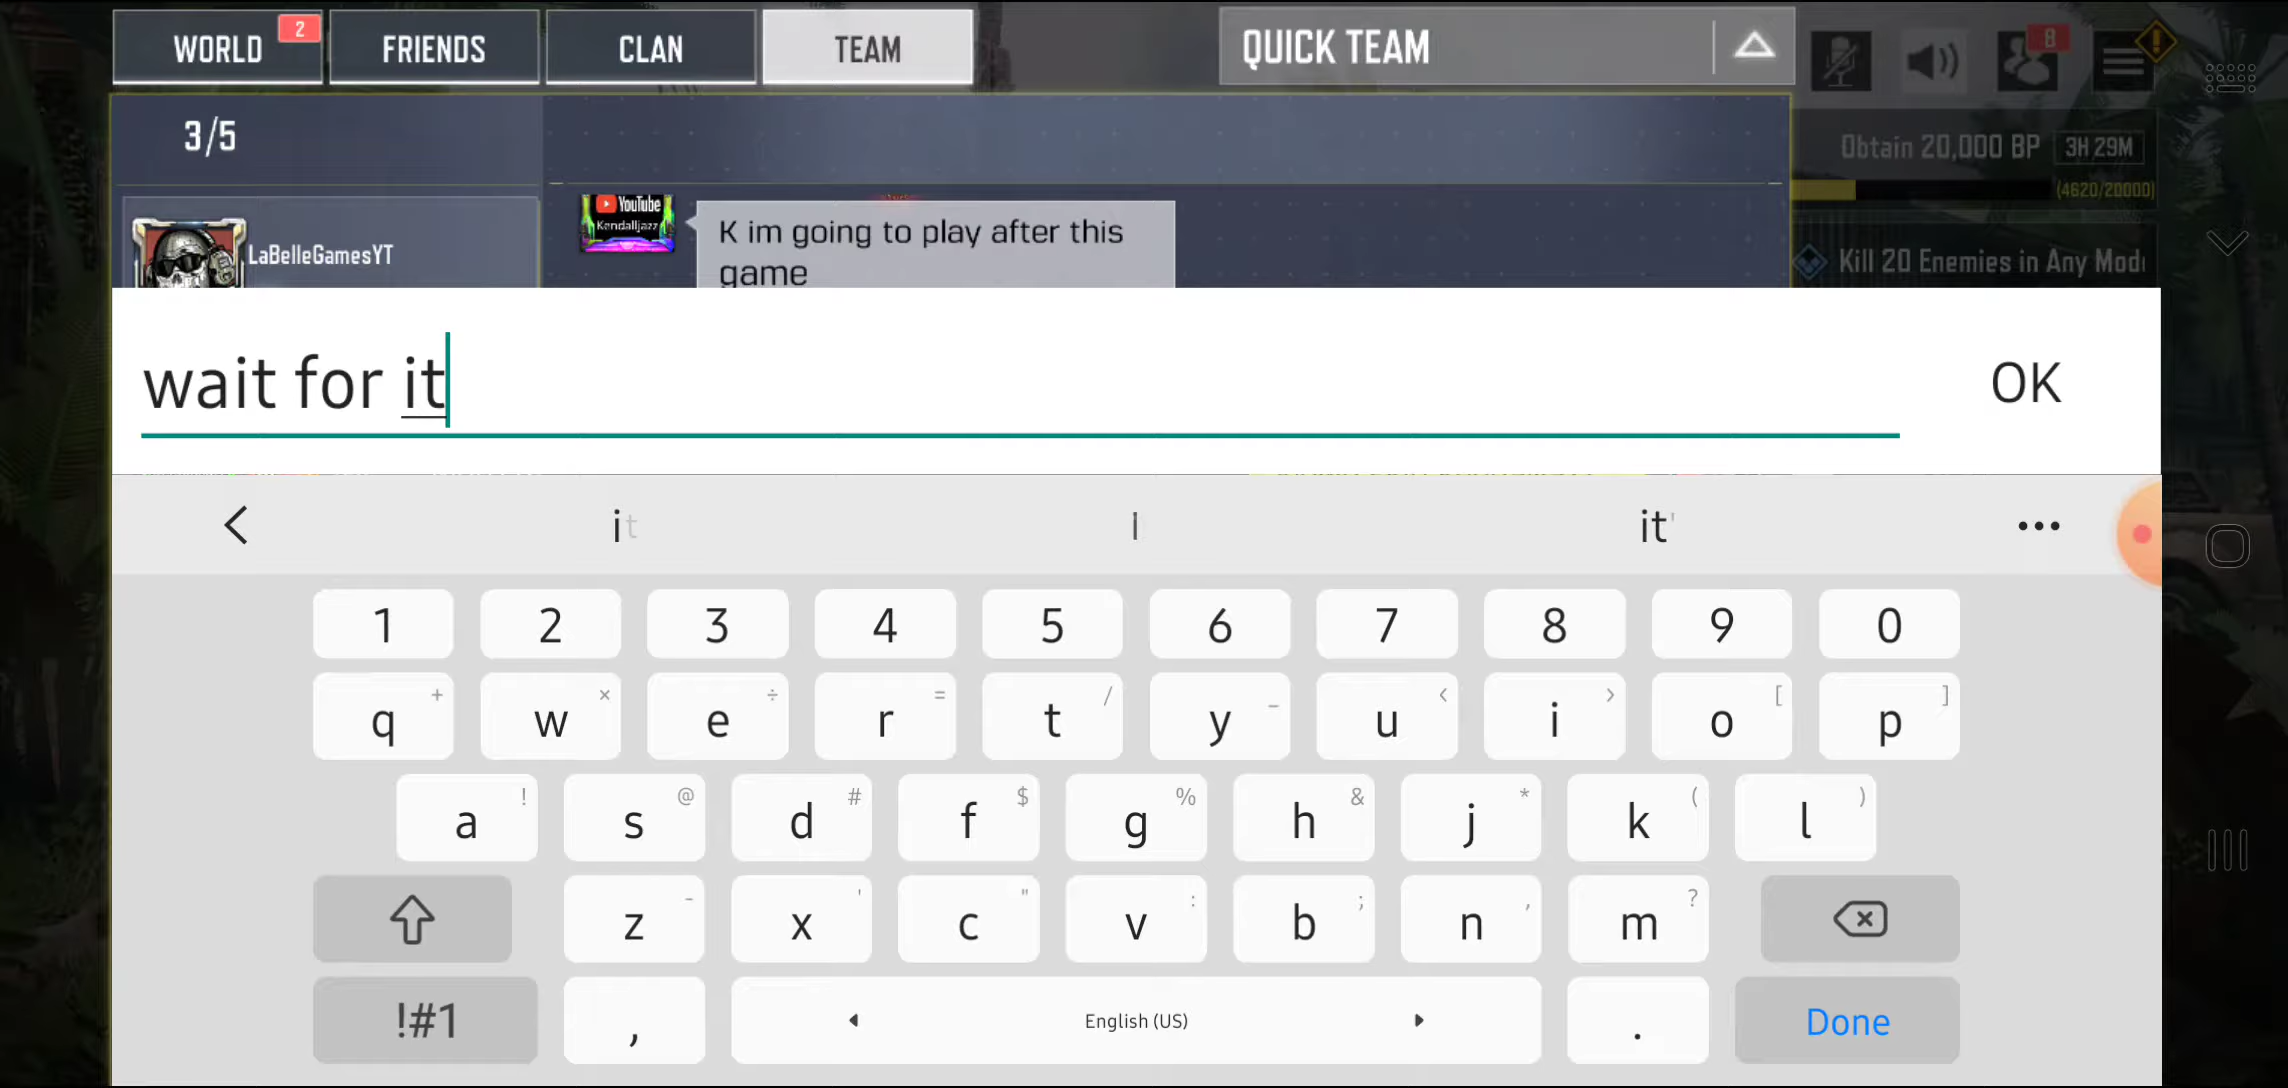 WORLD 2 FRIENDS CLAN TEAM QUICK TEAM 8
3/5
Obtain 20,000 BP 3H 29M
(4620/20000)
YouTube
Kendalljazz
K im going to play after this
game
LaBelleGamesYT
Kill 20 Enemies in Any Mod
wait for it
OK
it I it'
1 2 3 4 5 6 7 8 9 0
q + w × e ÷ r = t / y _ u < i > o [ p ]
a ! s @ d # f $ g % h & j * k ( l )
z - x ' c " v : b ; n , m ?
!#1 , English (US) . Done